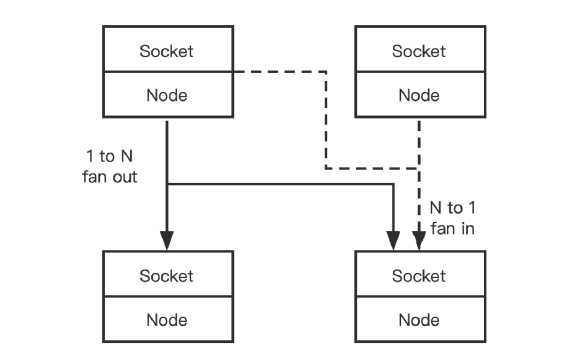 Socket
Node
Socket
Node
1 to N
fan out
N to 1
fan in
Socket
Node
Socket
Node